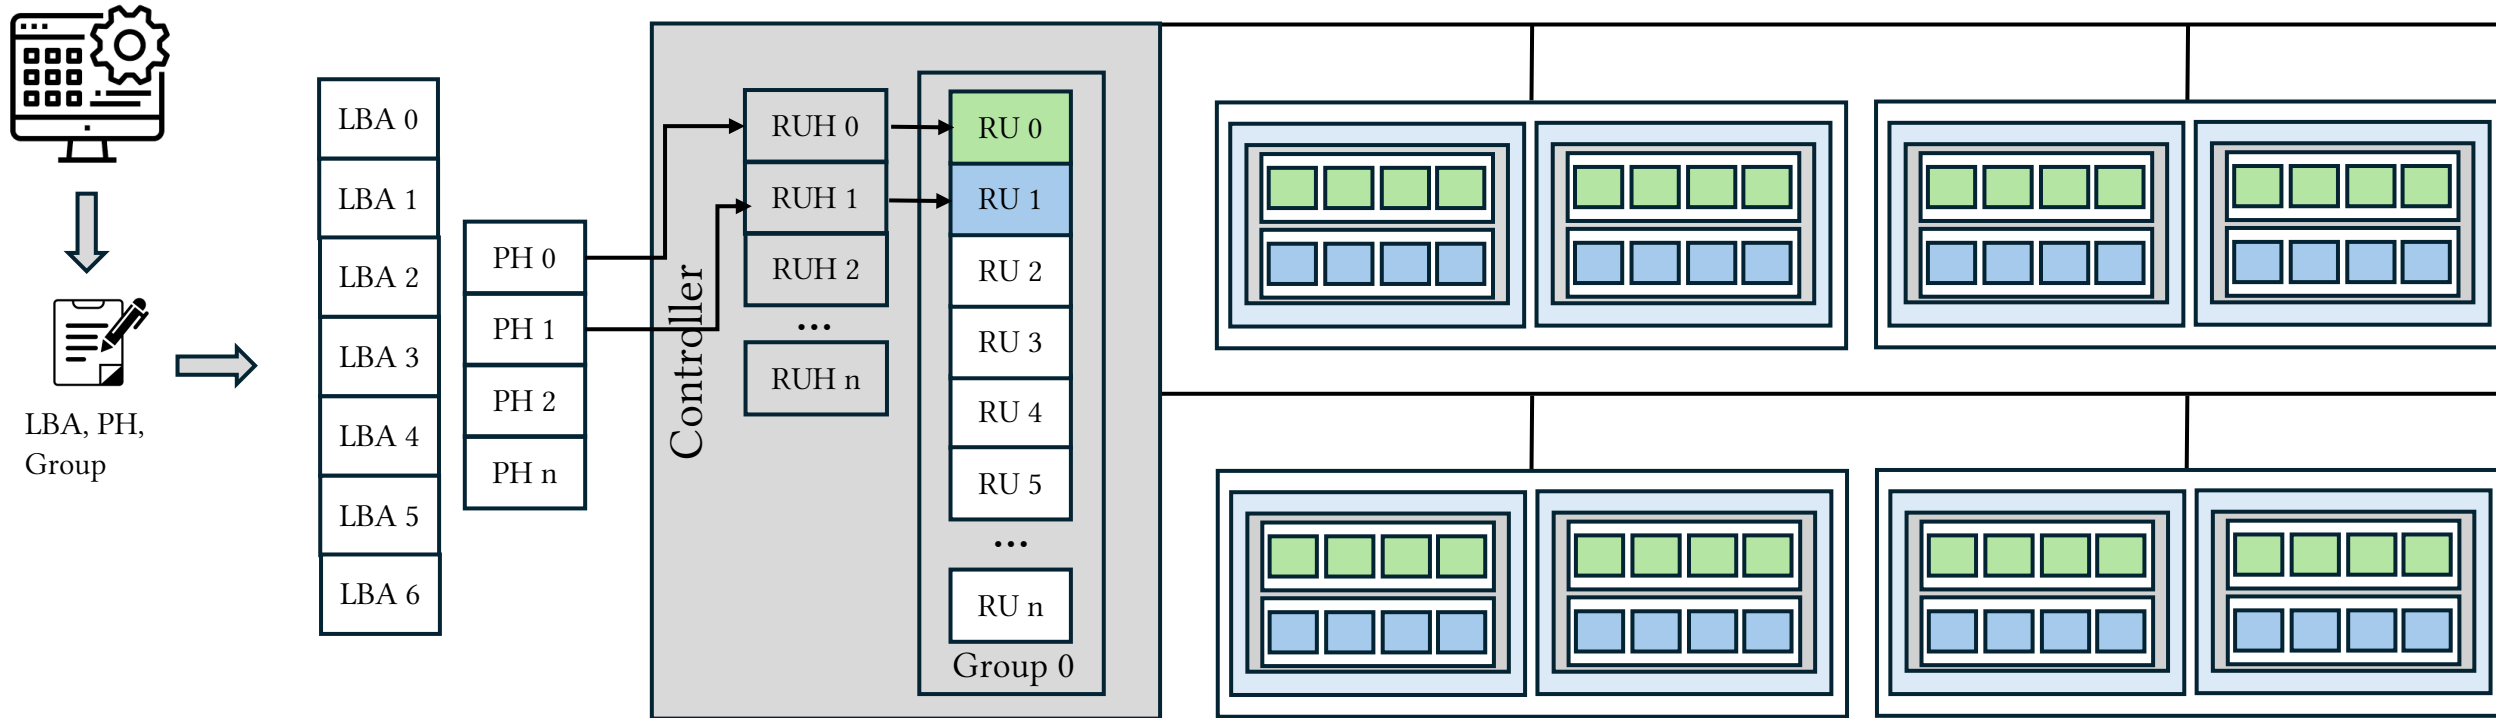 LBA, PH,
Group
LBA 0
LBA 1
LBA 2
LBA 3
LBA 4
LBA 5
LBA 6
PH 0
PH 1
PH 2
PH n
Controller
RUH 0
RUH 1
RUH 2
...
RUH n
RU 0
RU 1
RU 2
RU 3
RU 4
RU 5
...
RU n
Group 0